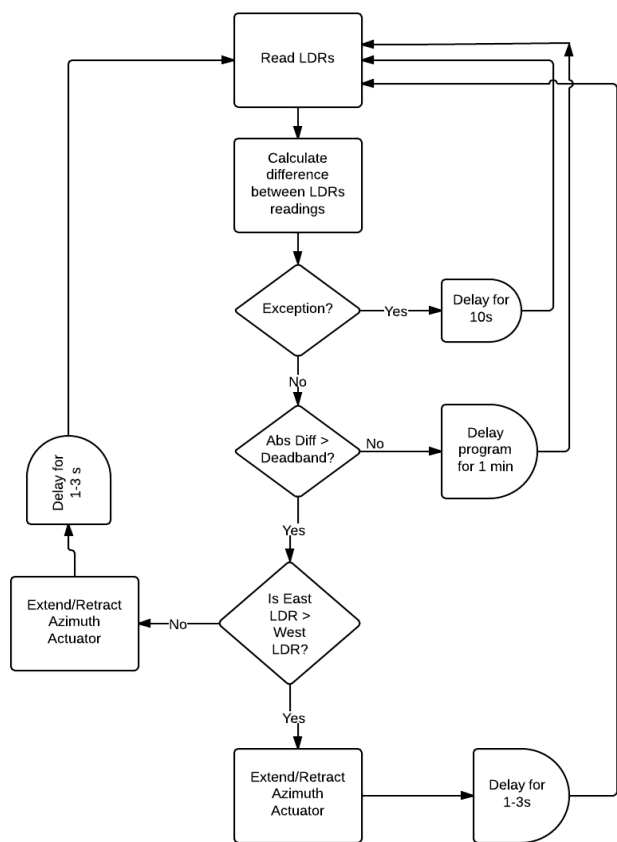 Read LDRs
Calculate
difference
between LDRs
readings
Exception?
Yes
Delay for
10s
No
Abs Diff >
Deadband?
No
Delay
program
for 1 min
Delay for
1-3 s
Yes
Is East
LDR >
West
LDR?
No
Extend/Retract
Azimuth
Actuator
Yes
Extend/Retract
Azimuth
Actuator
Delay for
1-3s